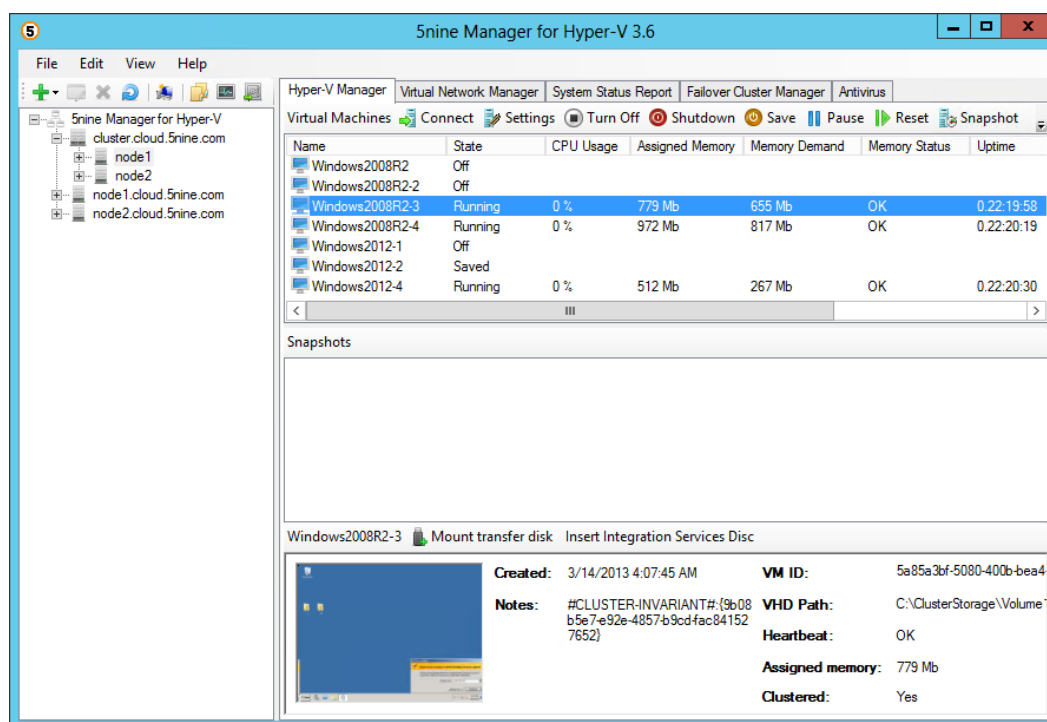 5nine Manager for Hyper-V 3.6
File Edit View Help
Hyper-V Manager Virtual Network Manager System Status Report Failover Cluster Manager Antivirus
Virtual Machines Connect Settings Turn Off Shutdown Save Pause Reset Snapshot
5nine Manager for Hyper-V
cluster.cloud.5nine.com
node1
node2
node1.cloud.5nine.com
node2.cloud.5nine.com
Name State CPU Usage Assigned Memory Memory Demand Memory Status Uptime
Windows2008R2 Off
Windows2008R2-2 Off
Windows2008R2-3 Running 0 % 779 Mb 655 Mb OK 0.22:19:58
Windows2008R2-4 Running 0 % 972 Mb 817 Mb OK 0.22:20:19
Windows2012-1 Off
Windows2012-2 Saved
Windows2012-4 Running 0 % 512 Mb 267 Mb OK 0.22:20:30
Snapshots
Windows2008R2-3 Mount transfer disk Insert Integration Services Disc
Created: 3/14/2013 4:07:45 AM
Notes: #CLUSTER-INVARIANT#:{9b08
b5e7-e92e-4857-b9cd-fac84152
7652}
VM ID: 5a85a3bf-5080-400b-bea4-
VHD Path: C:\ClusterStorage\Volume1
Heartbeat: OK
Assigned memory: 779 Mb
Clustered: Yes